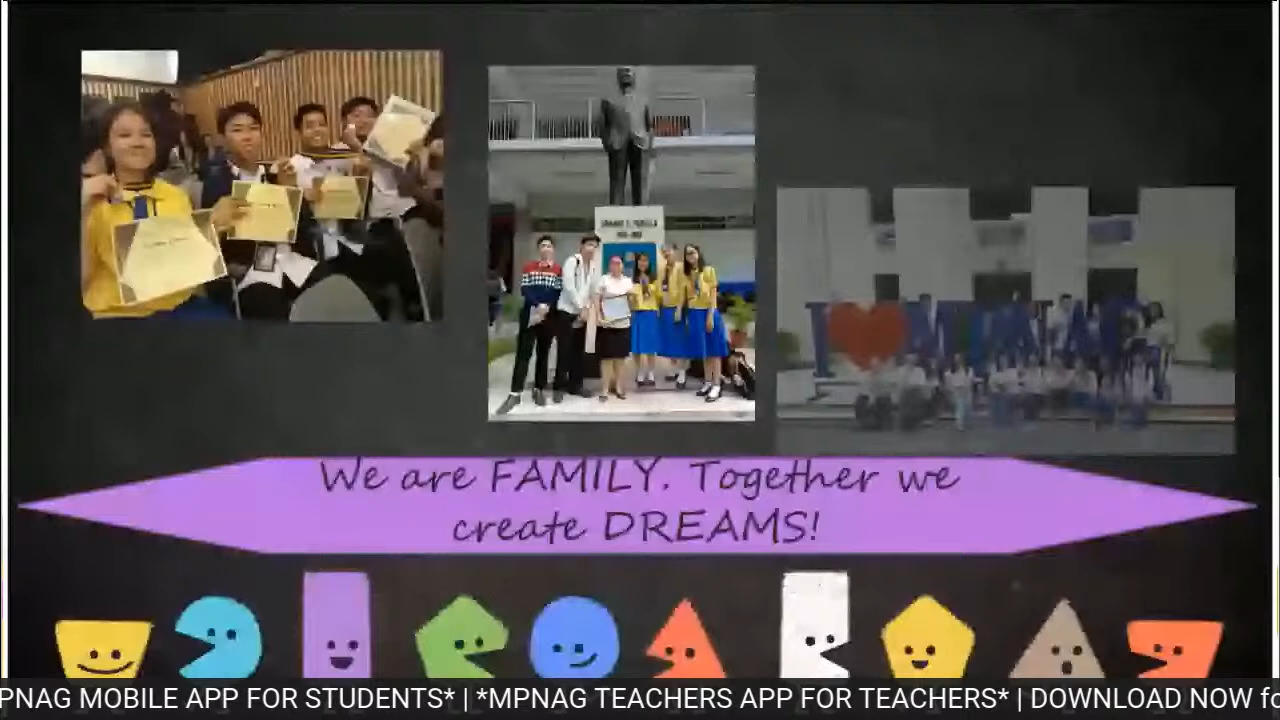 We are FAMILY. Together we
create DREAMS!
PNAG MOBILE APP FOR STUDENTS* | *MPNAG TEACHERS APP FOR TEACHERS* | DOWNLOAD NOW fo